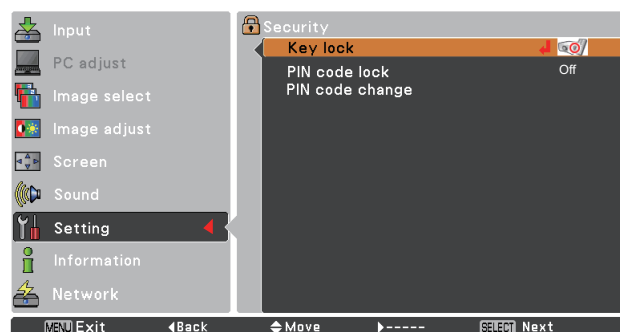 Input
PC adjust
Image select
Image adjust
Screen
Sound
Setting
Information
Network
Security
Key lock
PIN code lock Off
PIN code change
MENU Exit ◀Back Move ▶----- SELECT Next